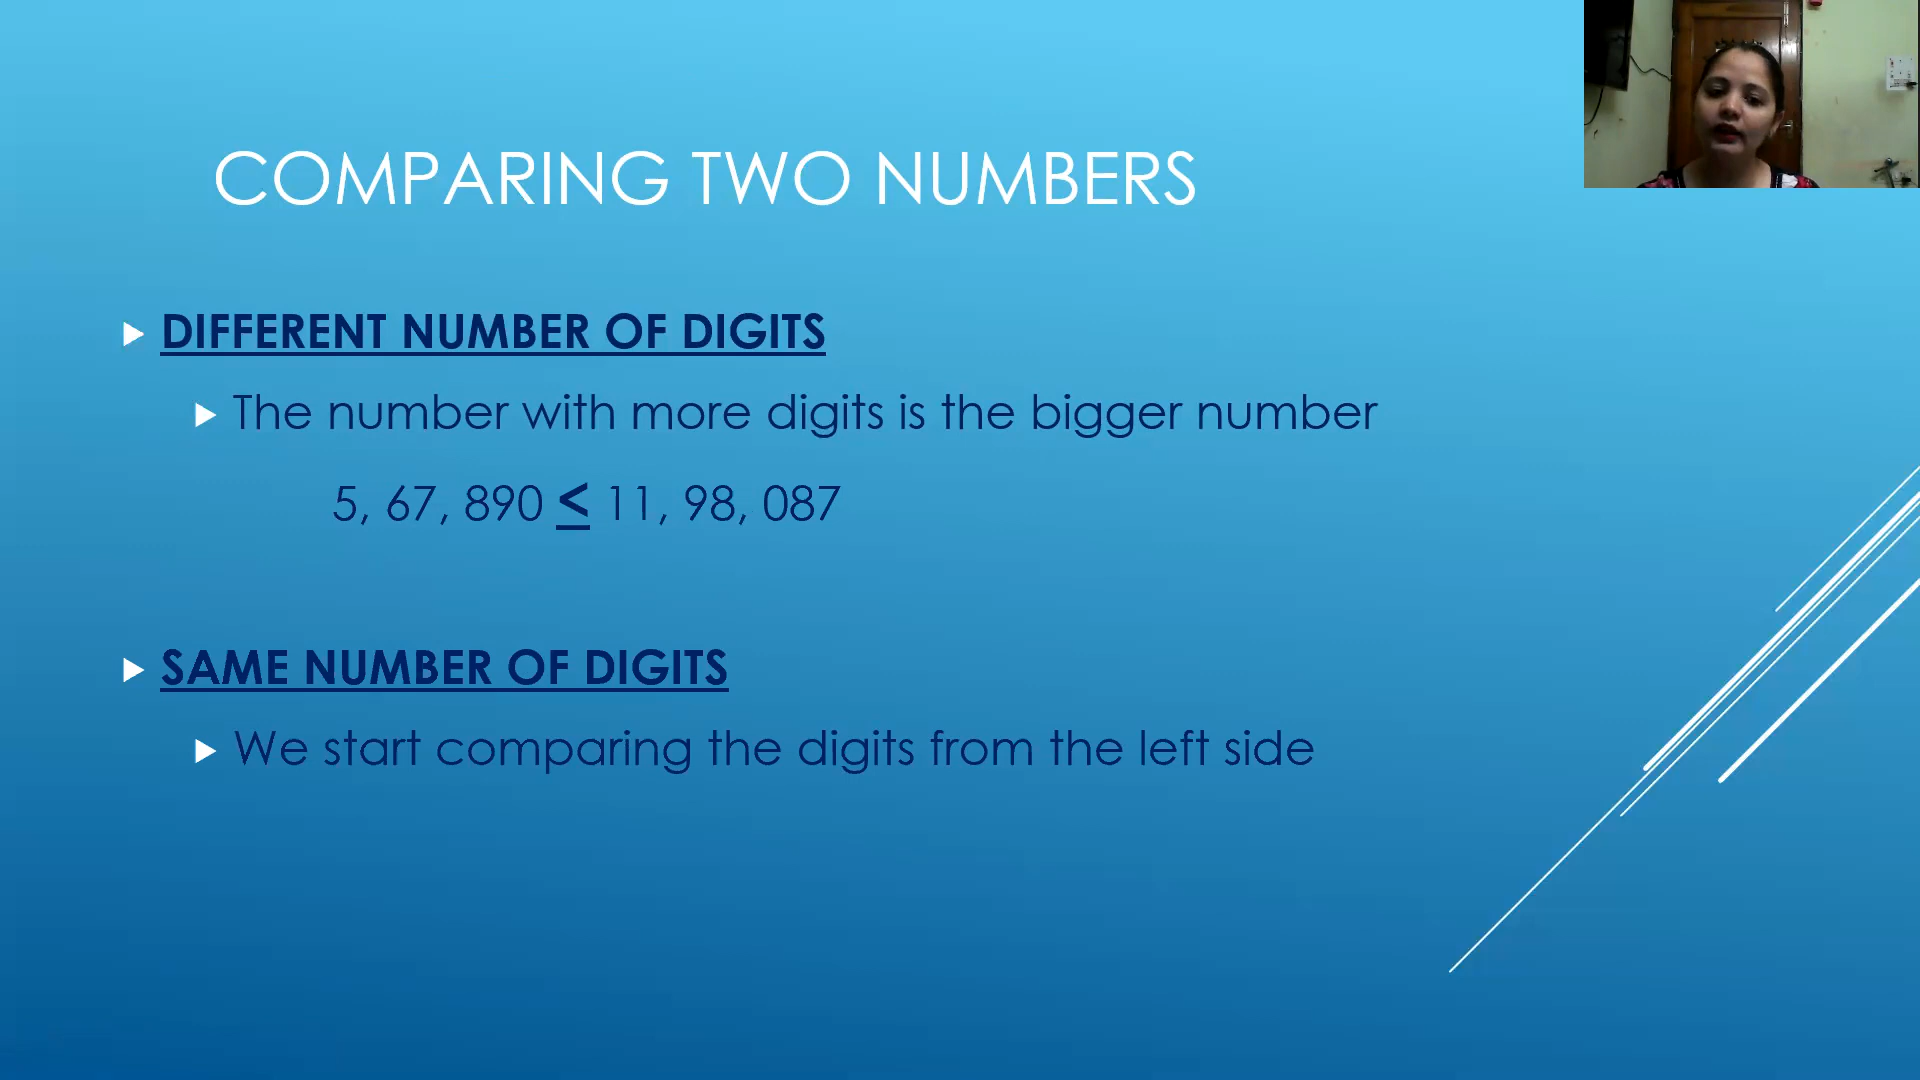 COMPARING TWO NUMBERS
DIFFERENT NUMBER OF DIGITS
The number with more digits is the bigger number
5, 67, 890 < 11, 98, 087
SAME NUMBER OF DIGITS
We start comparing the digits from the left side